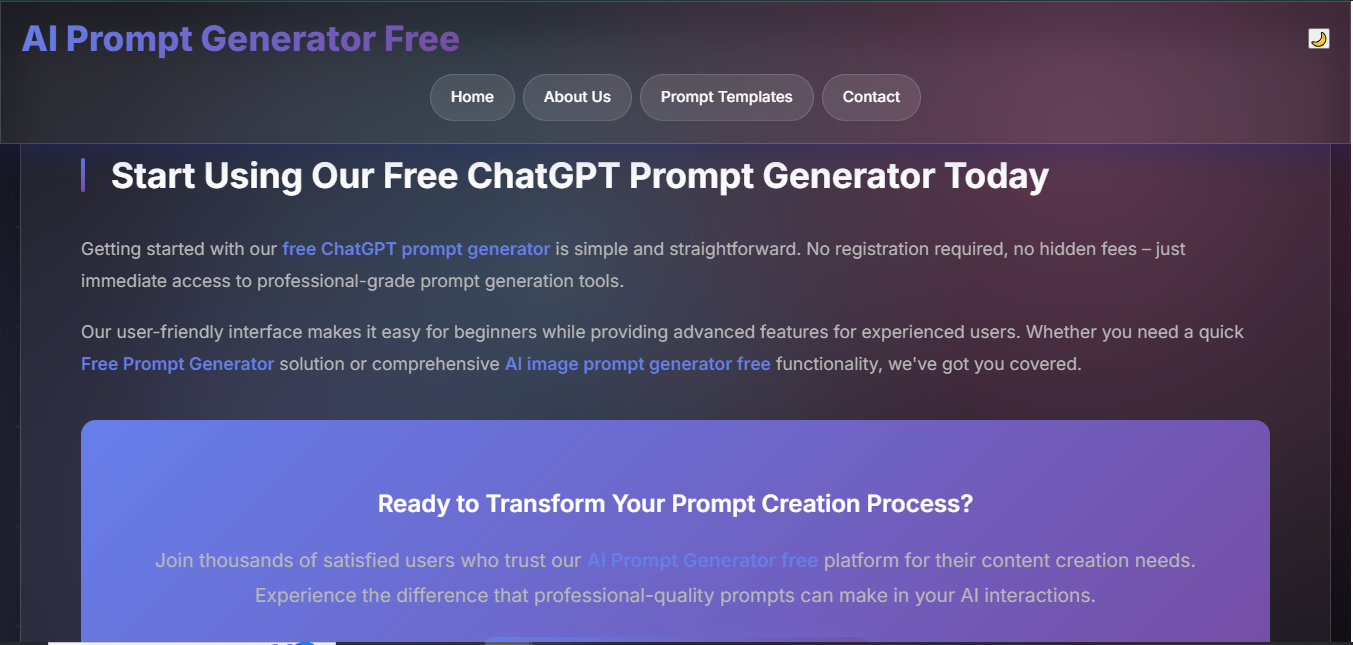 AI Prompt Generator Free
Home
About Us
Prompt Templates
Contact
Start Using Our Free ChatGPT Prompt Generator Today
Getting started with our free ChatGPT prompt generator is simple and straightforward. No registration required, no hidden fees – just
immediate access to professional-grade prompt generation tools.
Our user-friendly interface makes it easy for beginners while providing advanced features for experienced users. Whether you need a quick
Free Prompt Generator solution or comprehensive AI image prompt generator free functionality, we've got you covered.
Ready to Transform Your Prompt Creation Process?
Join thousands of satisfied users who trust our AI Prompt Generator free platform for their content creation needs.
Experience the difference that professional-quality prompts can make in your AI interactions.